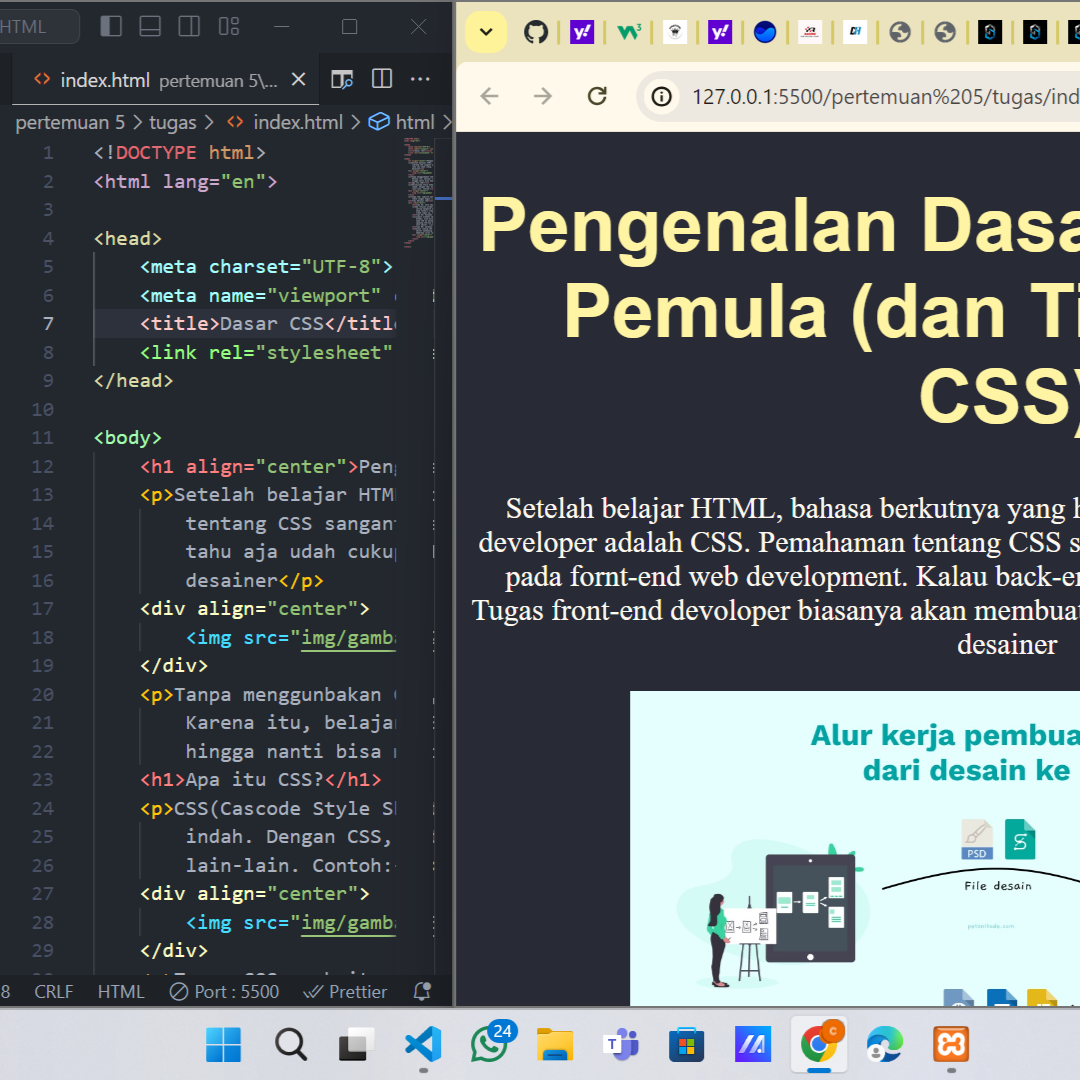 HTML
index.html pertemuan 5\...
pertemuan 5 > tugas > index.html > html >
1 <!DOCTYPE html>
2 <html lang="en">
3
4 <head>
5 <meta charset="UTF-8">
6 <meta name="viewport"
7 <title>Dasar CSS</titl
8 <link rel="stylesheet"
9 </head>
10
11 <body>
12 <h1 align="center">Peng
13 <p>Setelah belajar HTM
14 tentang CSS sangan
15 tahu aja udah cukup
16 desainer</p>
17 <div align="center">
18 <img src="img/gamba
19 </div>
20 <p>Tanpa menggunbakan
21 Karena itu, belajar
22 hingga nanti bisa
23 <h1>Apa itu CSS?</h1>
24 <p>CSS(Cascode Style S
25 indah. Dengan CSS,
26 lain-lain. Contoh:
27 <div align="center">
28 <img src="img/gamba
29 </div>
8 CRLF HTML Port : 5500 Prettier
127.0.0.1:5500/pertemuan%205/tugas/ind
Pengenalan Dasa
Pemula (dan Ti
CSS)
Setelah belajar HTML, bahasa berkutnya yang h
developer adalah CSS. Pemahaman tentang CSS s
pada fornt-end web development. Kalau back-en
Tugas front-end devoloper biasanya akan membuat
desainer
Alur kerja pembua
dari desain ke
PSD
File desain
petanikode.com
24